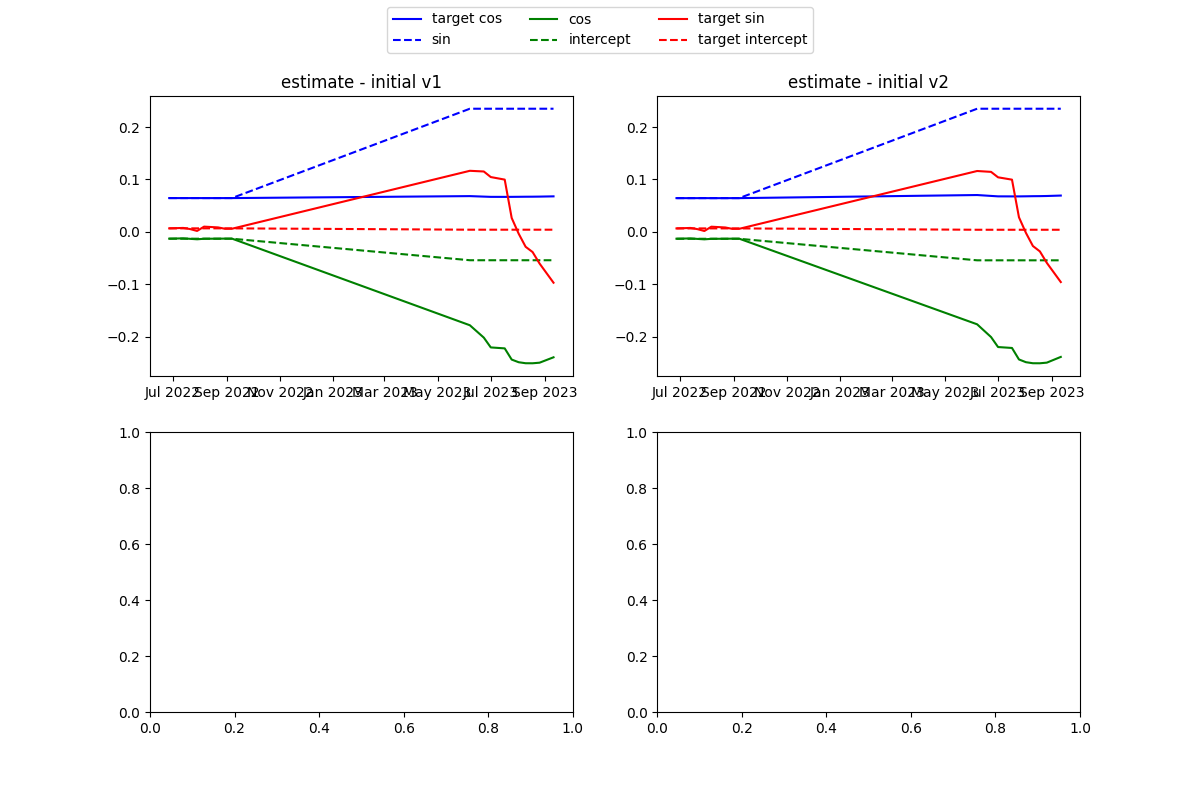 target cos cos target sin
sin intercept target intercept
estimate - initial v1 estimate - initial v2
0.2 0.2
0.1 0.1
0.0 0.0
−0.1 −0.1
−0.2 −0.2
Jul 2022 Sep 2022 Nov 2022 Jan 2023 Mar 2023 May 2023 Jul 2023 Sep 2023 Jul 2022 Sep 2022 Nov 2022 Jan 2023 Mar 2023 May 2023 Jul 2023 Sep 2023
1.0 1.0
0.8 0.8
0.6 0.6
0.4 0.4
0.2 0.2
0.0 0.0
0.0 0.2 0.4 0.6 0.8 1.0 0.0 0.2 0.4 0.6 0.8 1.0